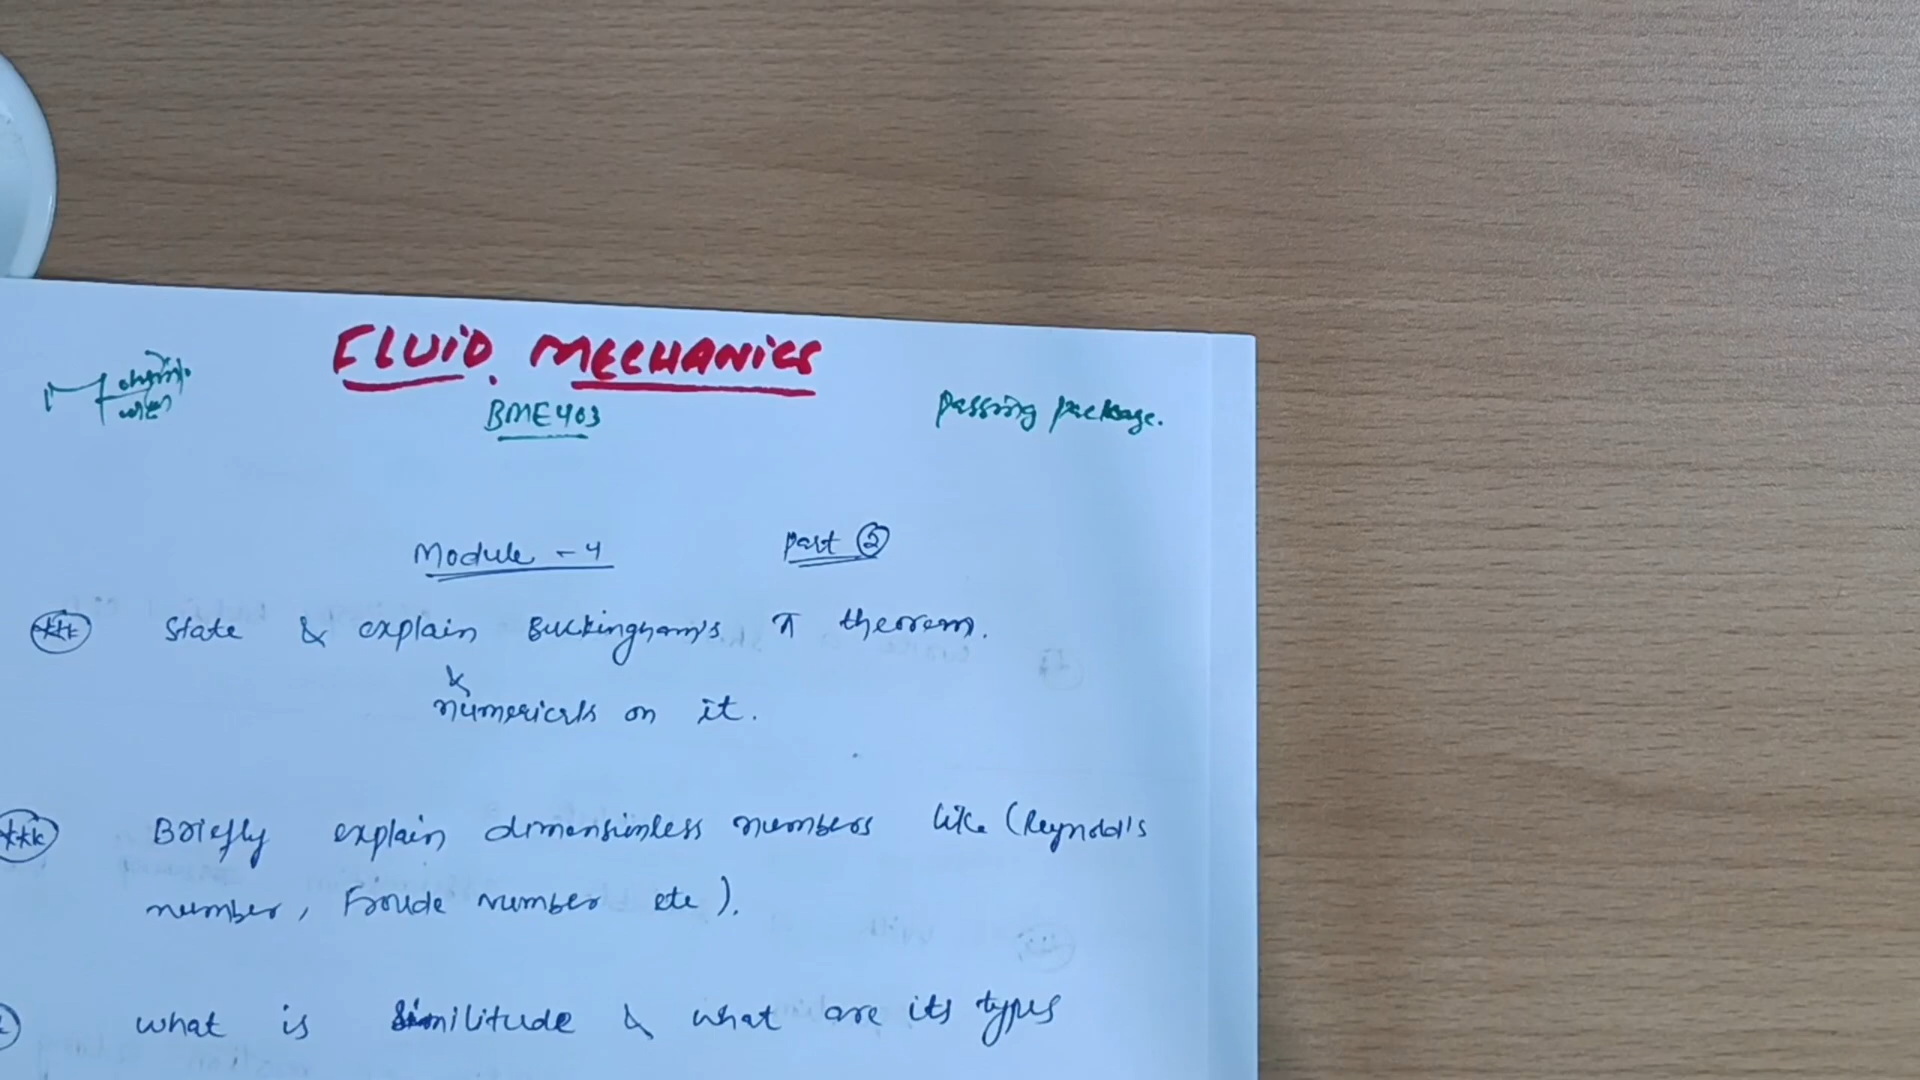 FLUID MECHANICS
BME403
passing package.
Module - 4
part ②
*** State & explain Buckingham's π theorem.
&
numericals on it.
*** Briefly explain dimensionless numbers like (Reynold's
number, Froude number etc).
what is similitude & what are its types